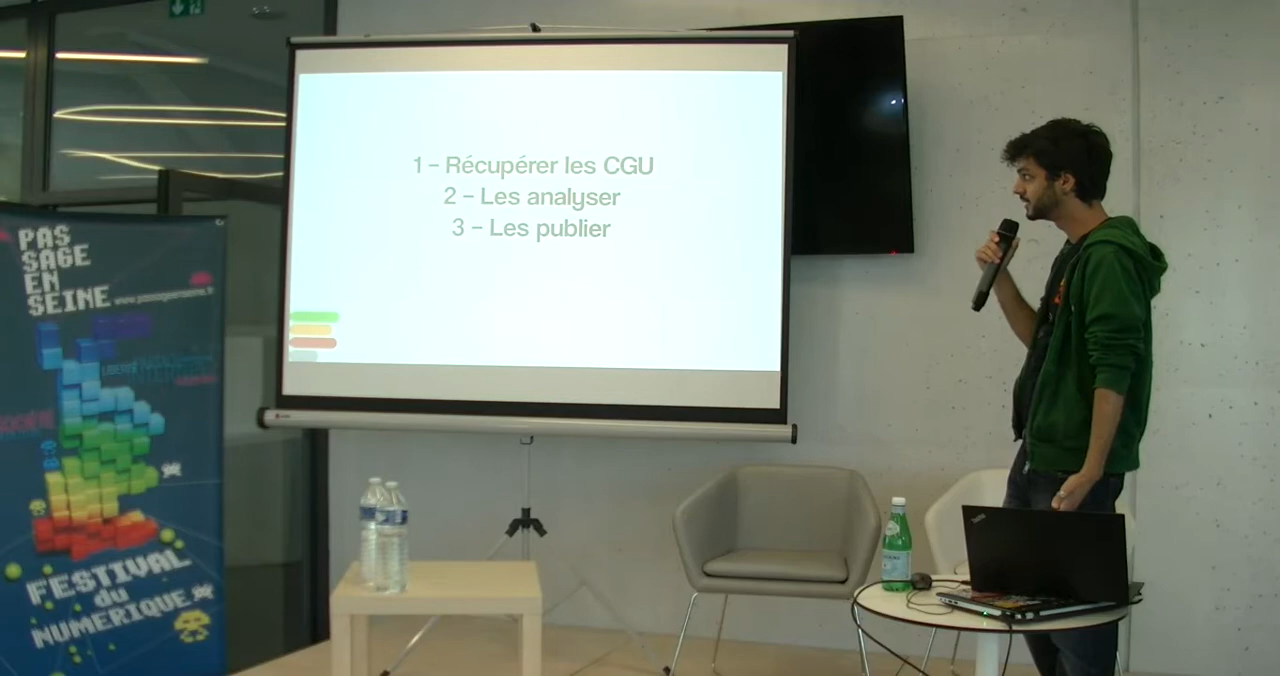 1 – Récupérer les CGU
2 – Les analyser
3 – Les publier
PAS
SAGE
EN
SEINE
www.passageenseine.fr
FESTIVAL
du
NUMERIQUE